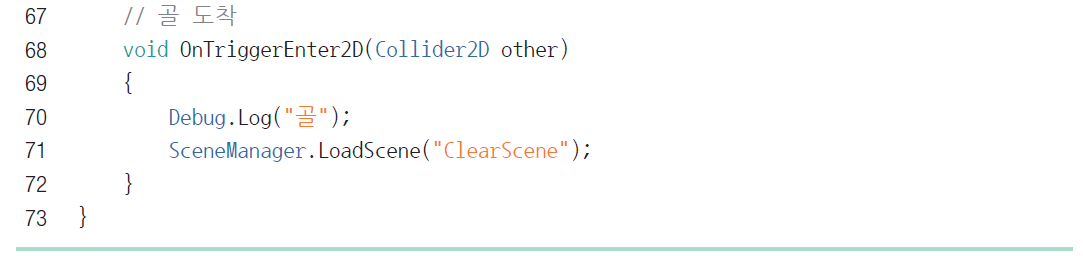 67 // 골 도착
68 void OnTriggerEnter2D(Collider2D other)
69 {
70 Debug.Log("골");
71 SceneManager.LoadScene("ClearScene");
72 }
73 }